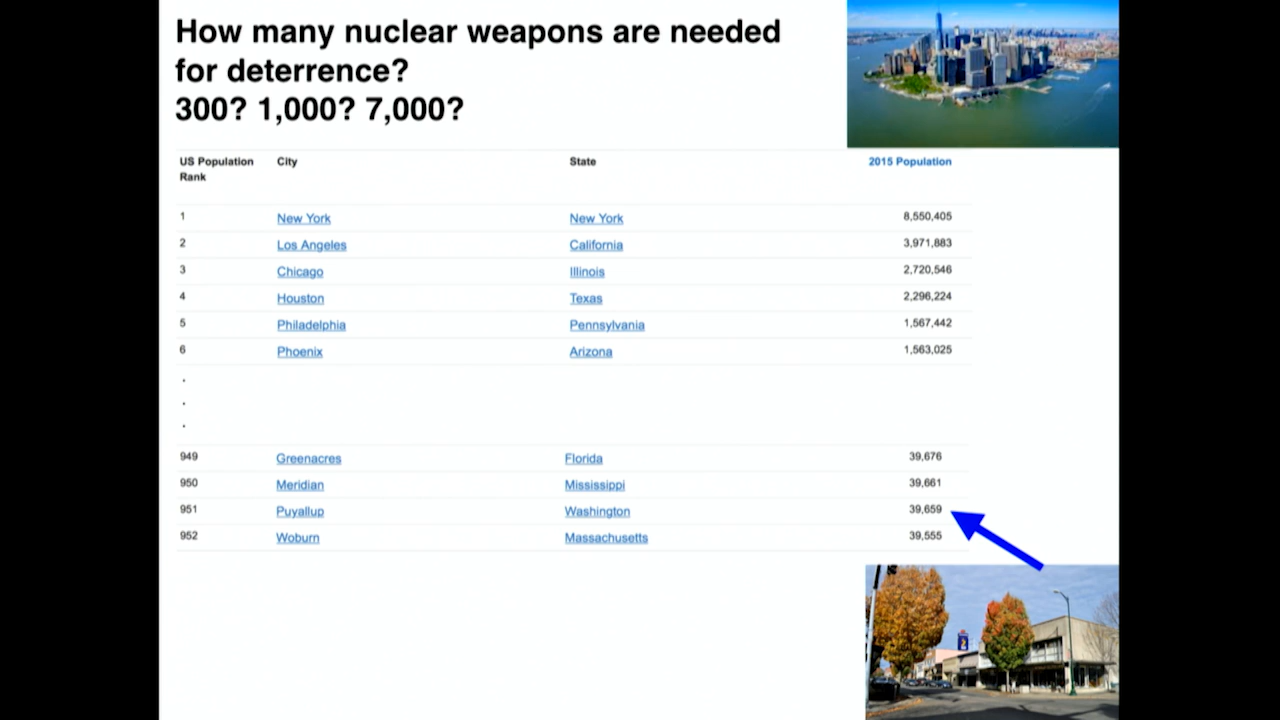 How many nuclear weapons are needed
for deterrence?
300? 1,000? 7,000?
US Population Rank City State 2015 Population
1 New York New York 8,550,405
2 Los Angeles California 3,971,883
3 Chicago Illinois 2,720,546
4 Houston Texas 2,296,224
5 Philadelphia Pennsylvania 1,567,442
6 Phoenix Arizona 1,563,025
.
.
.
949 Greenacres Florida 39,676
950 Meridian Mississippi 39,661
951 Puyallup Washington 39,659
952 Woburn Massachusetts 39,555